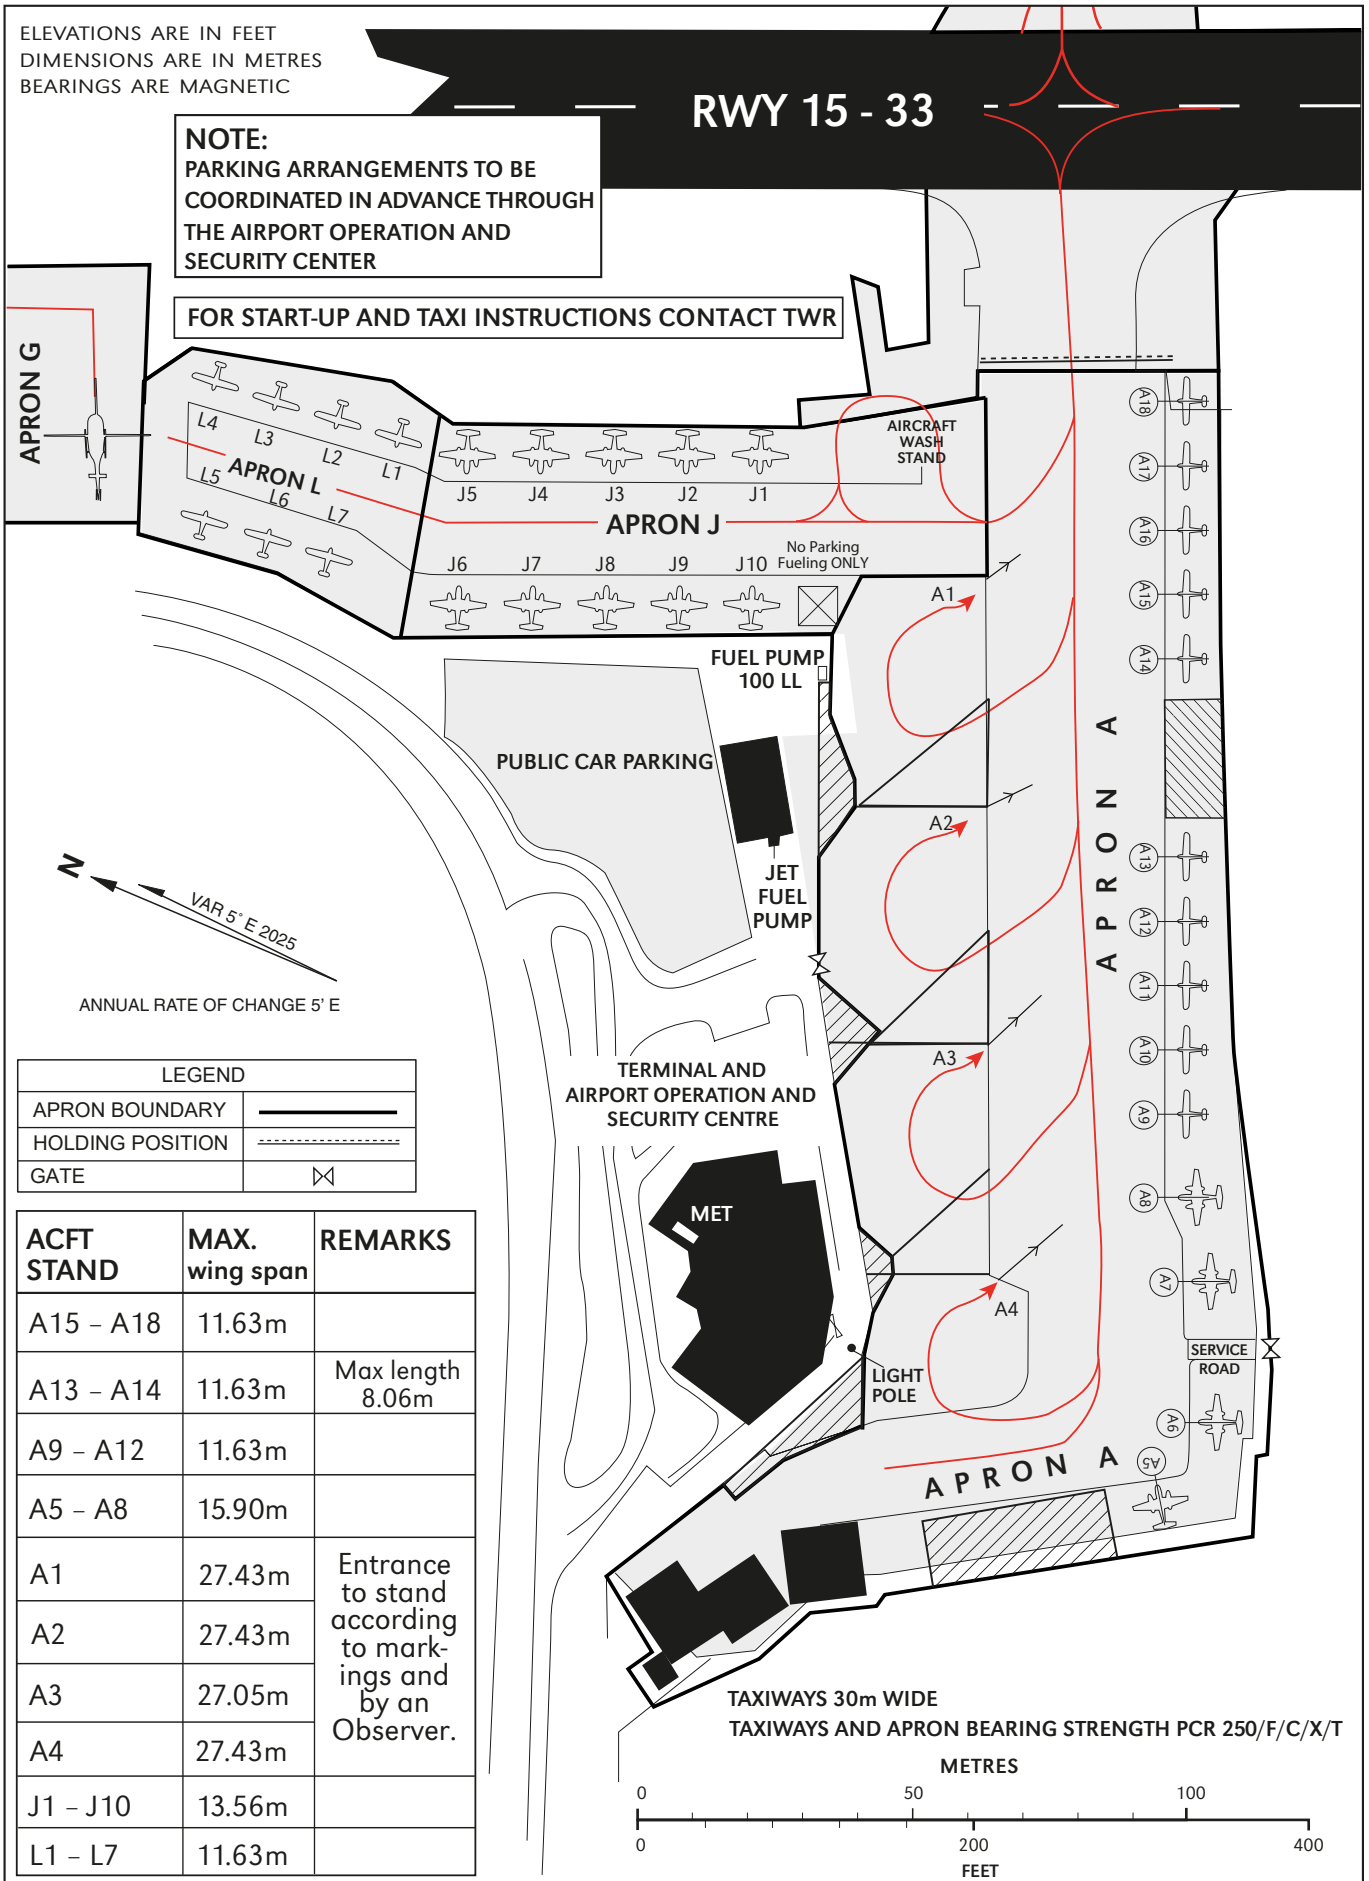 ELEVATIONS ARE IN FEET
DIMENSIONS ARE IN METRES
BEARINGS ARE MAGNETIC
RWY 15 - 33
NOTE:
PARKING ARRANGEMENTS TO BE
COORDINATED IN ADVANCE THROUGH
THE AIRPORT OPERATION AND
SECURITY CENTER
FOR START-UP AND TAXI INSTRUCTIONS CONTACT TWR
APRON G
L4
L3
L2
L1
APRON L
L5
L6
L7
J5
J4
J3
J2
J1
AIRCRAFT
WASH
STAND
APRON J
No Parking
Fueling ONLY
J6
J7
J8
J9
J10
A18
A17
A16
A15
A14
A1
FUEL PUMP
100 LL
PUBLIC CAR PARKING
APRON A
A2
JET
FUEL
PUMP
A13
A12
A11
A10
A9
A8
A7
N
VAR 5° E 2025
ANNUAL RATE OF CHANGE 5' E
A3
TERMINAL AND
AIRPORT OPERATION AND
SECURITY CENTRE
LEGEND
APRON BOUNDARY
HOLDING POSITION
GATE
MET
A4
SERVICE
ROAD
LIGHT
POLE
A6
A5
APRON A
ACFT STAND MAX. wing span REMARKS
A15 – A18 11.63m
A13 – A14 11.63m Max length 8.06m
A9 – A12 11.63m
A5 – A8 15.90m
A1 27.43m
A2 27.43m
A3 27.05m
A4 27.43m
Entrance
to stand
according
to mark-
ings and
by an
Observer.
J1 – J10 13.56m
L1 – L7 11.63m
TAXIWAYS 30m WIDE
TAXIWAYS AND APRON BEARING STRENGTH PCR 250/F/C/X/T
METRES
0 50 100
0 200 400
FEET